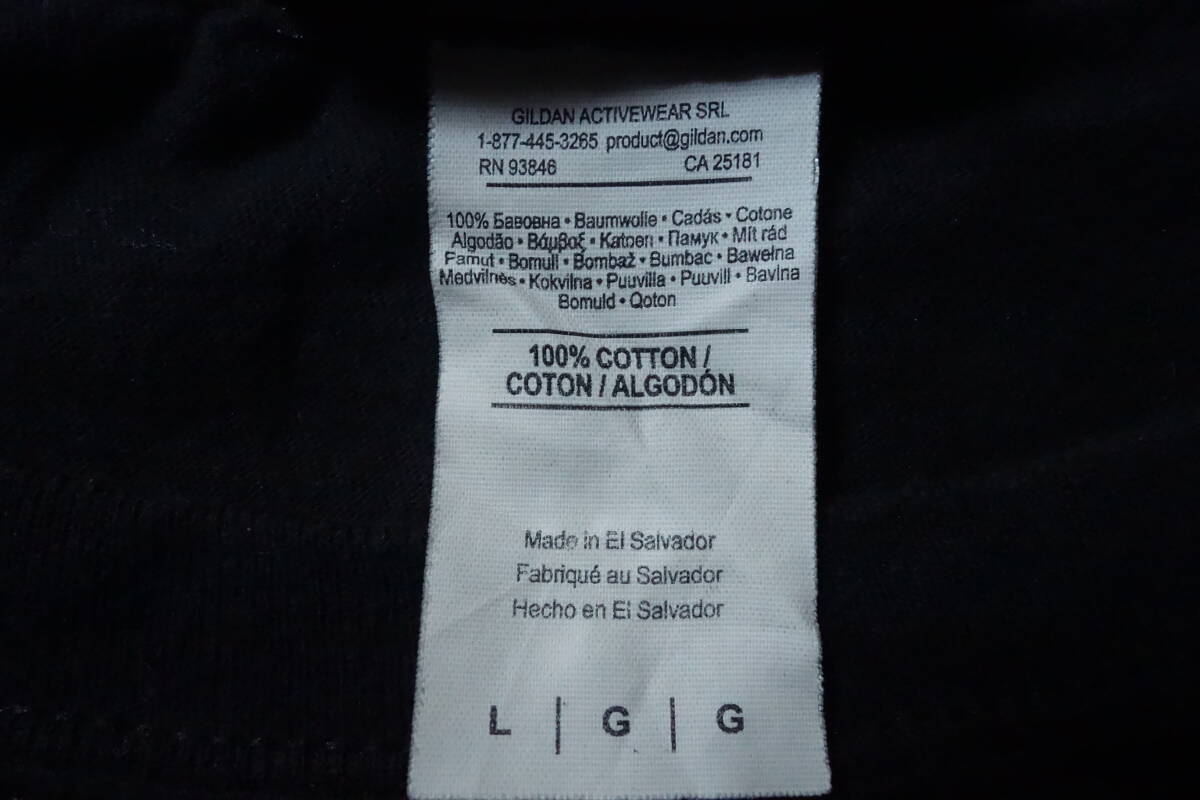 GILDAN ACTIVEWEAR SRL
1-877-445-3265 product@gildan.com
RN 93846 CA 25181
100% Бавовна • Baumwolle • Cadás • Cotone
Algodão • Βάμβαξ • Katoen • Памук • Mít rád
Pamut • Bomull • Bombaž • Bumbac • Bawełna
Medvilnės • Kokvilna • Puuvilla • Puuvill • Bavlna
Bomuld • Qoton
100% COTTON /
COTON / ALGODÓN
Made in El Salvador
Fabriqué au Salvador
Hecho en El Salvador
L | G | G